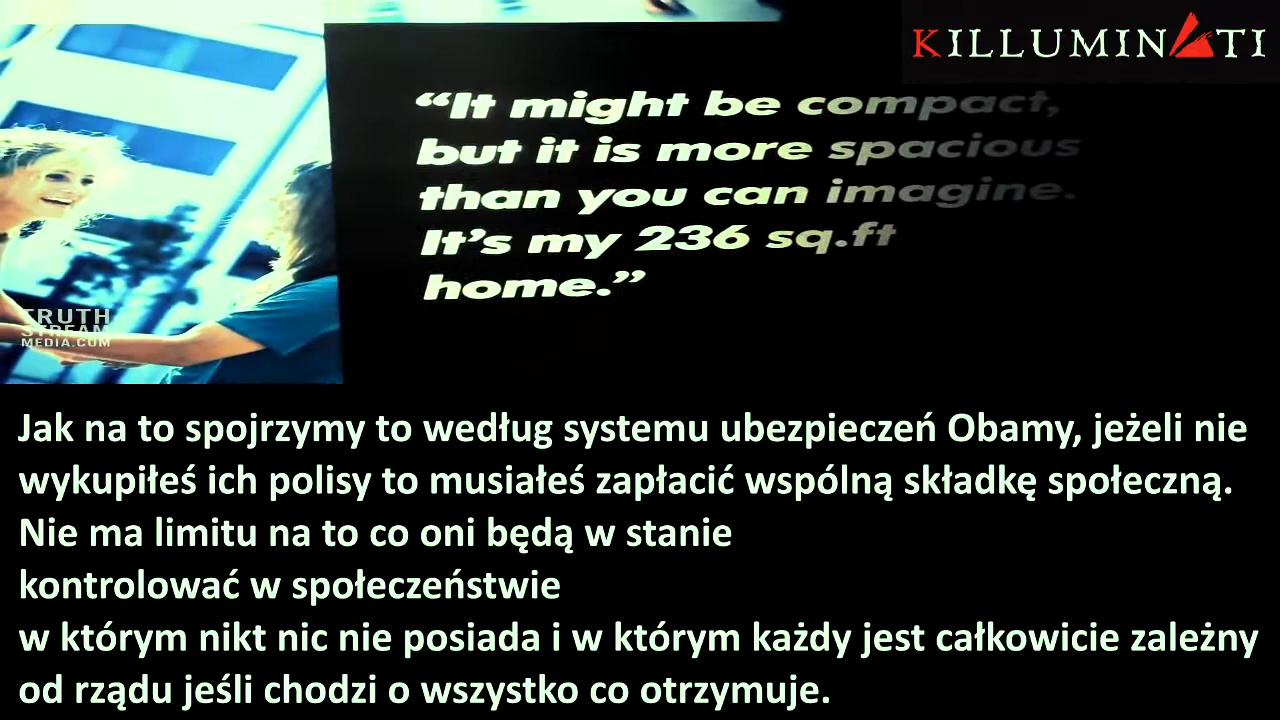 KILLUMINATI
“It might be compact,
but it is more spacious
than you can imagine.
It’s my 236 sq.ft
home.”
TRUTH
STREAM
MEDIA.COM
Jak na to spojrzymy to według systemu ubezpieczeń Obamy, jeżeli nie
wykupiłeś ich polisy to musiałeś zapłacić wspólną składkę społeczną.
Nie ma limitu na to co oni będą w stanie
kontrolować w społeczeństwie
w którym nikt nic nie posiada i w którym każdy jest całkowicie zależny
od rządu jeśli chodzi o wszystko co otrzymuje.